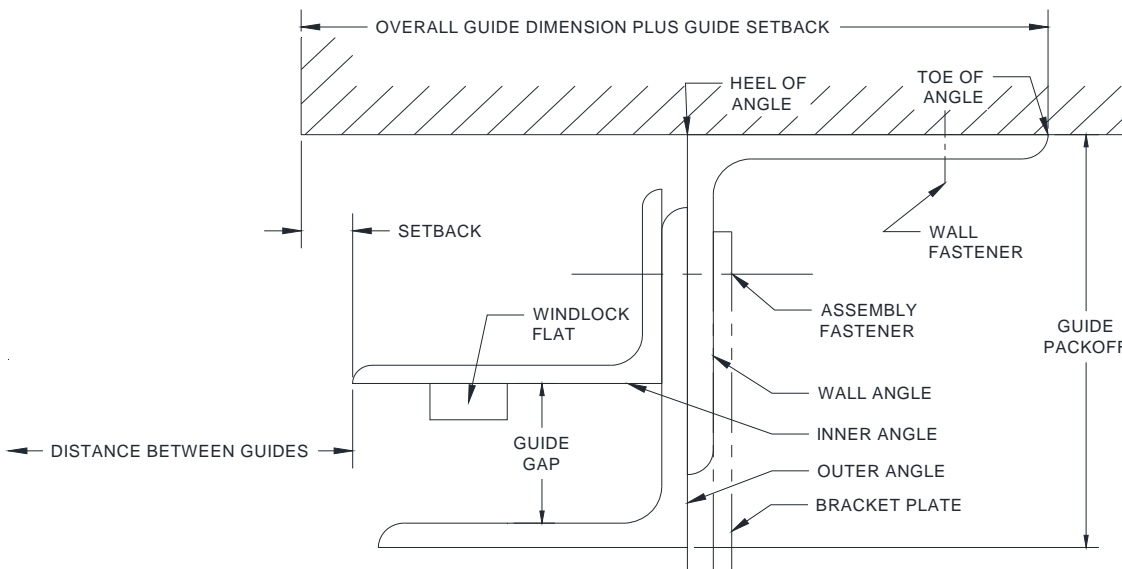 OVERALL GUIDE DIMENSION PLUS GUIDE SETBACK
HEEL OF
ANGLE
TOE OF
ANGLE
SETBACK
WALL
FASTENER
WINDLOCK
FLAT
ASSEMBLY
FASTENER
GUIDE
PACKOFF
WALL ANGLE
INNER ANGLE
DISTANCE BETWEEN GUIDES
GUIDE
GAP
OUTER ANGLE
BRACKET PLATE